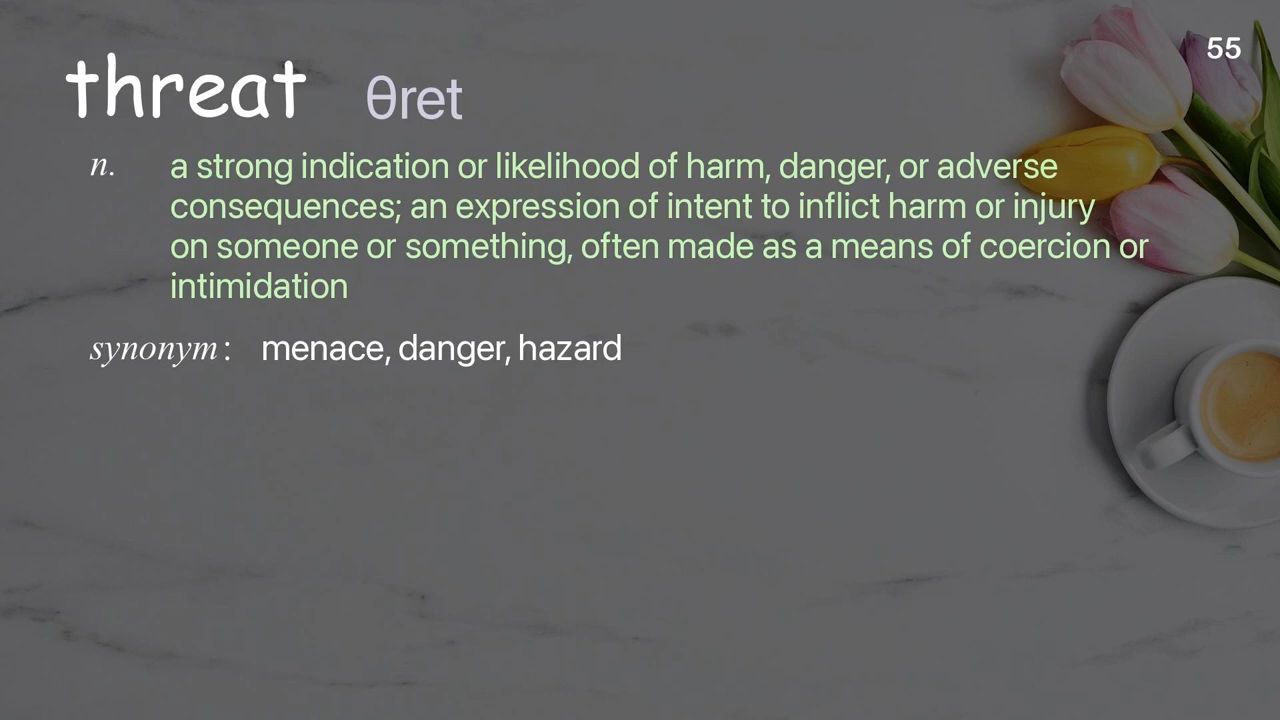 55
threat θret
n. a strong indication or likelihood of harm, danger, or adverse
consequences; an expression of intent to inflict harm or injury
on someone or something, often made as a means of coercion or
intimidation
synonym : menace, danger, hazard